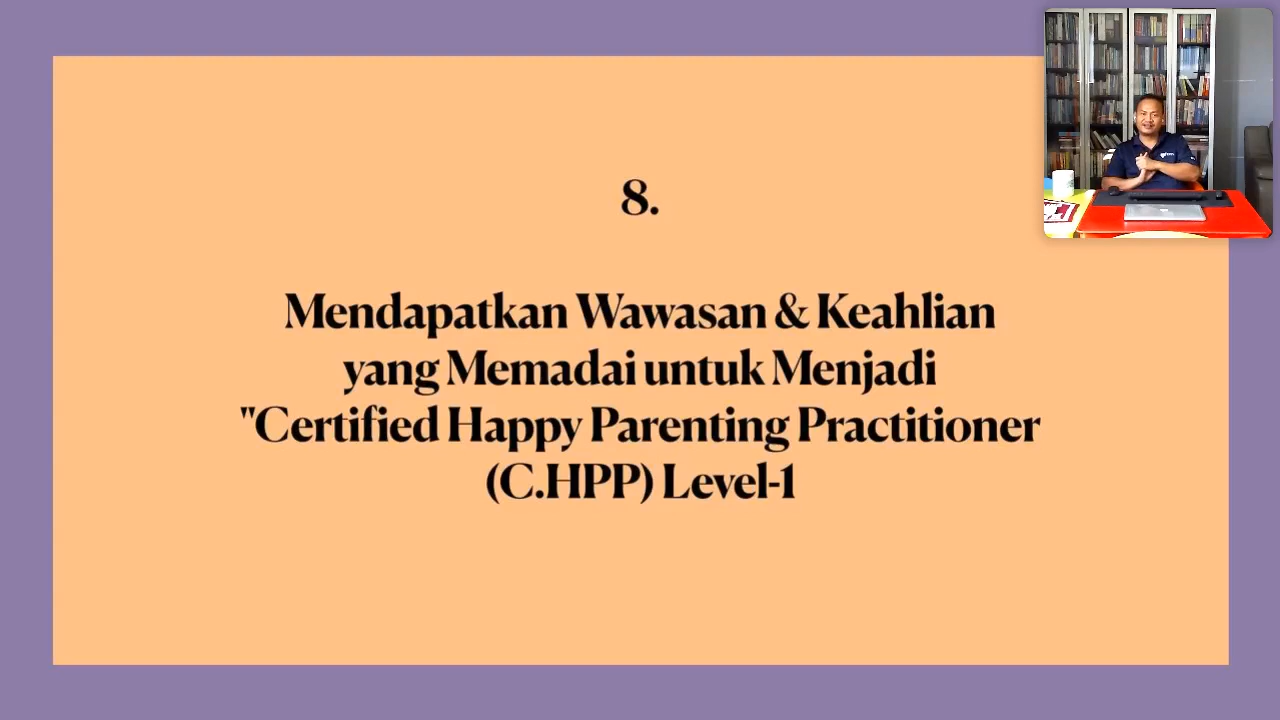 8.
Mendapatkan Wawasan & Keahlian
yang Memadai untuk Menjadi
"Certified Happy Parenting Practitioner
(C.HPP) Level-1